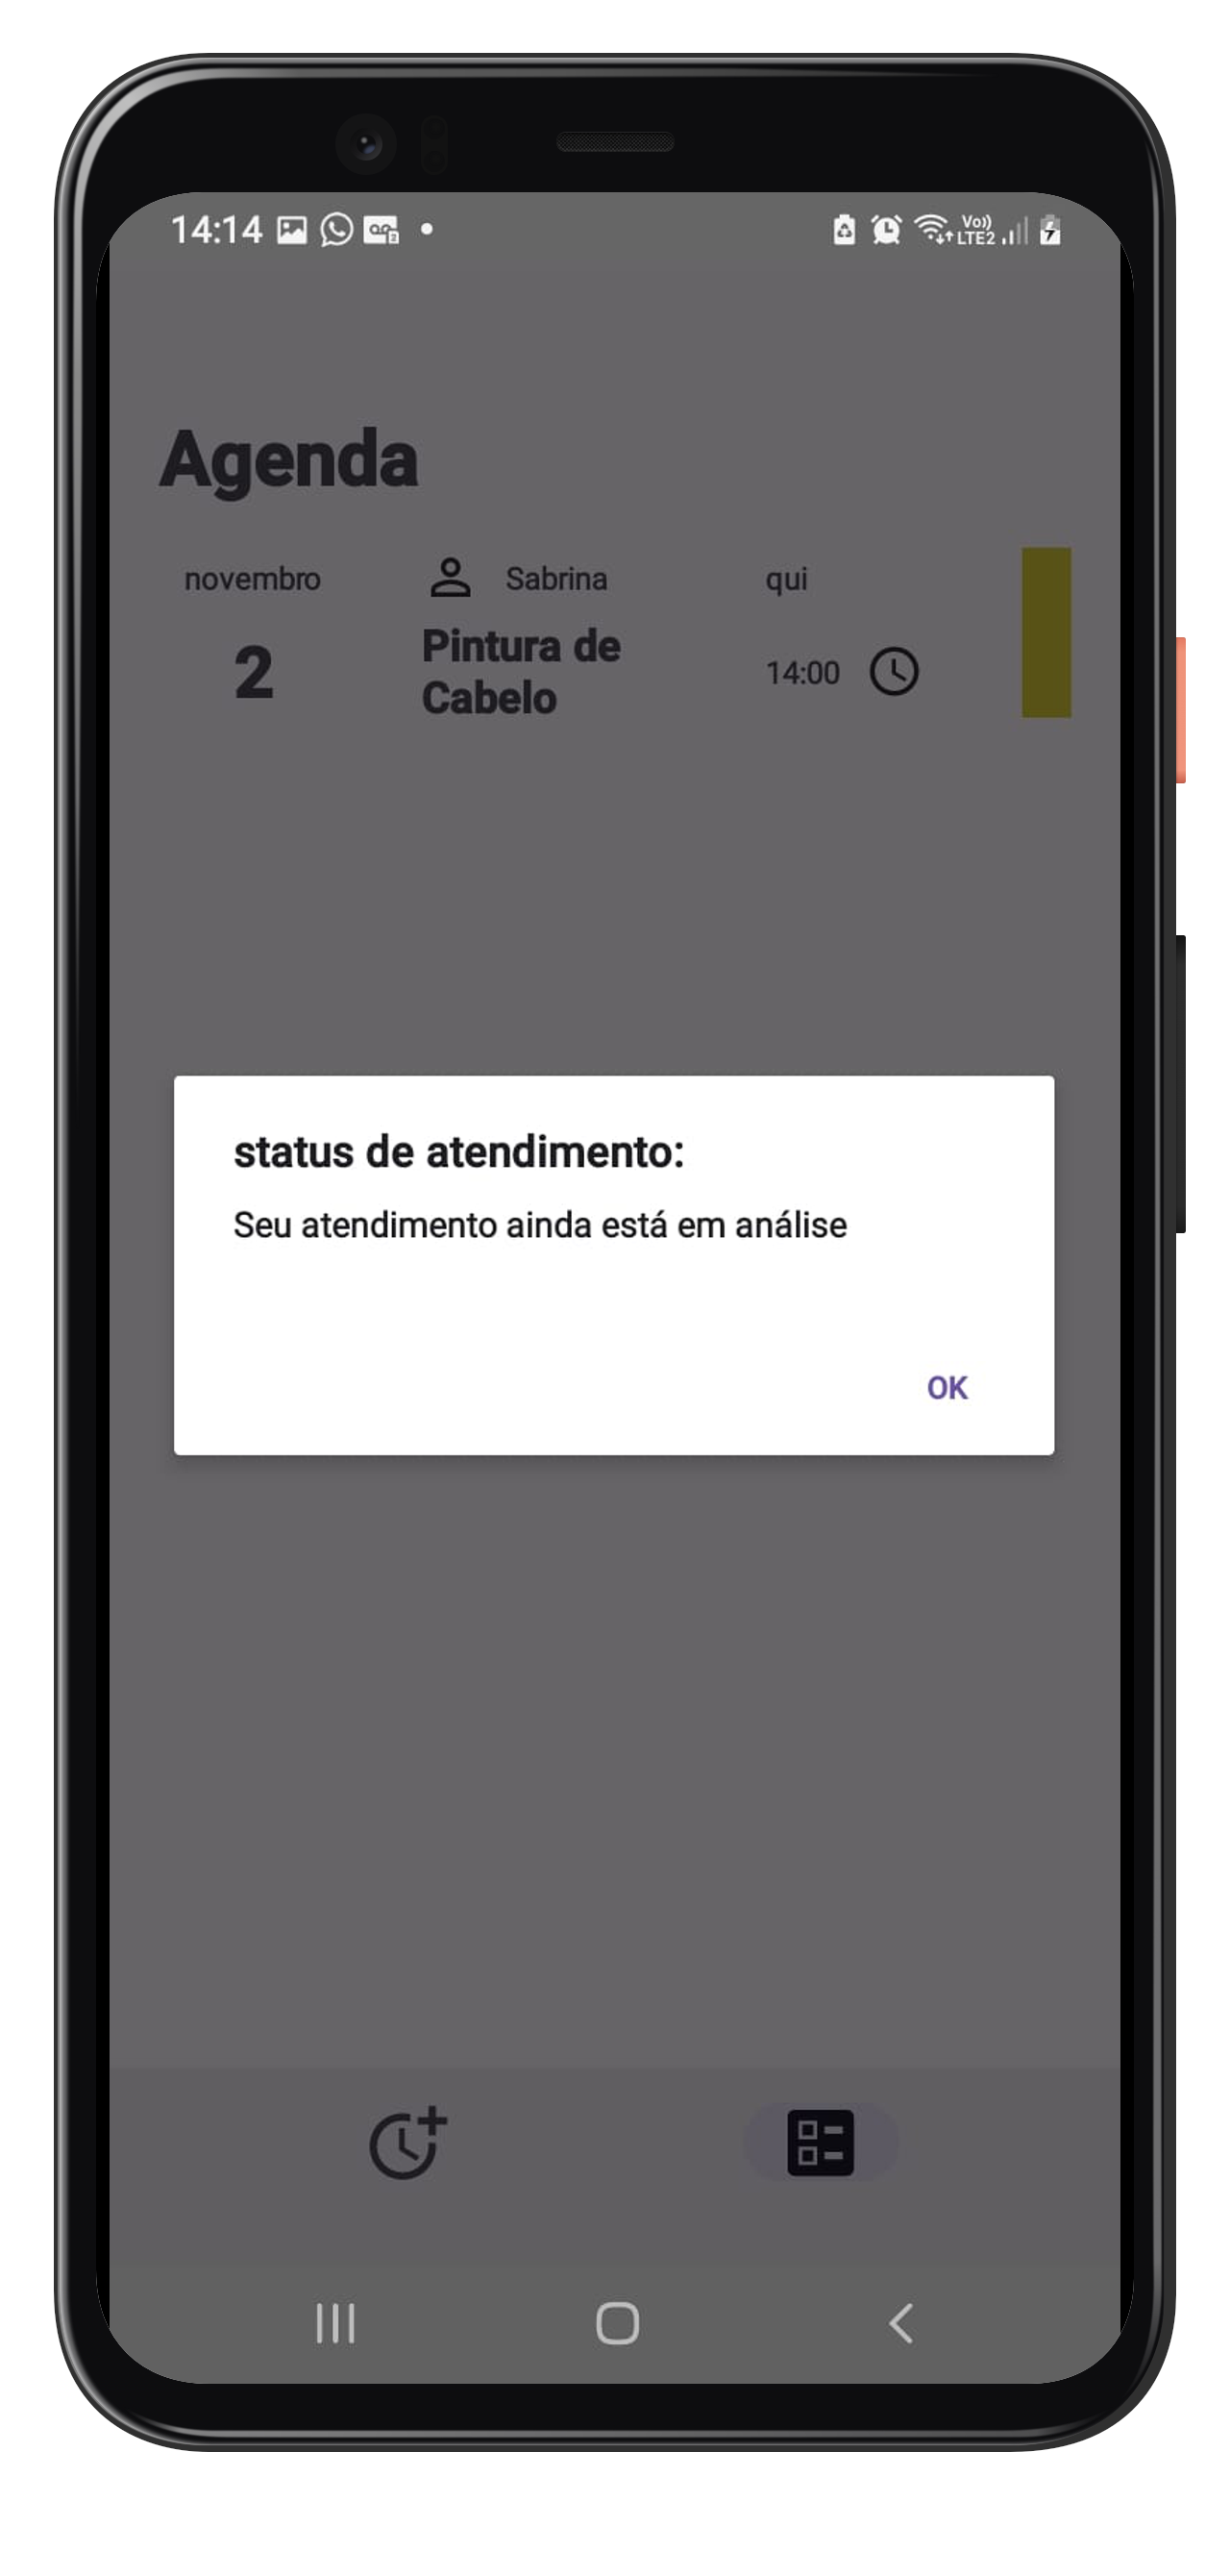 14:14
Vo))
LTE2
Agenda
novembro
Sabrina
qui
2
Pintura de
Cabelo
14:00
status de atendimento:
Seu atendimento ainda está em análise
OK